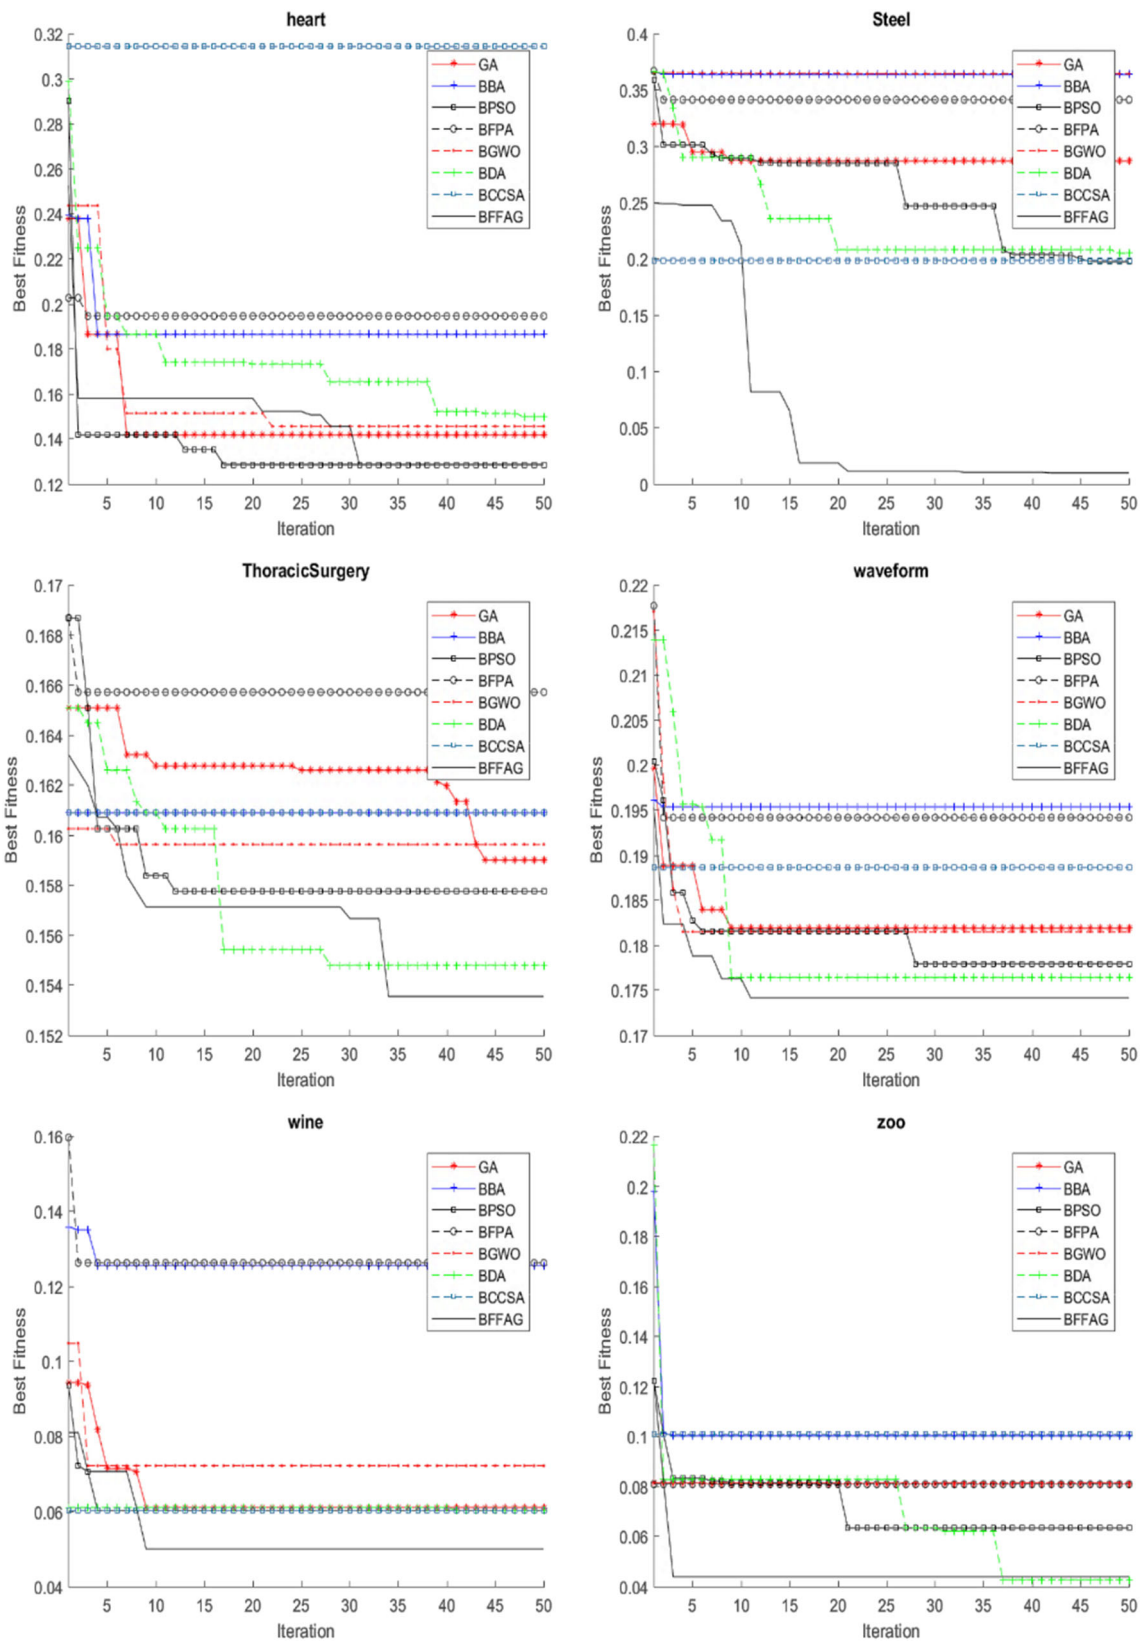 heart
0.32
0.3
0.28
0.26
0.24
0.22
0.2
0.18
0.16
0.14
0.12
Best Fitness
5 10 15 20 25 30 35 40 45 50
Iteration
GA
BBA
BPSO
BFPA
BGWO
BDA
BCCSA
BFFAG
Steel
0.4
0.35
0.3
0.25
0.2
0.15
0.1
0.05
0
Best Fitness
5 10 15 20 25 30 35 40 45 50
Iteration
GA
BBA
BPSO
BFPA
BGWO
BDA
BCCSA
BFFAG
ThoracicSurgery
0.17
0.168
0.166
0.164
0.162
0.16
0.158
0.156
0.154
0.152
Best Fitness
5 10 15 20 25 30 35 40 45 50
Iteration
GA
BBA
BPSO
BFPA
BGWO
BDA
BCCSA
BFFAG
waveform
0.22
0.215
0.21
0.205
0.2
0.195
0.19
0.185
0.18
0.175
0.17
Best Fitness
5 10 15 20 25 30 35 40 45 50
Iteration
GA
BBA
BPSO
BFPA
BGWO
BDA
BCCSA
BFFAG
wine
0.16
0.14
0.12
0.1
0.08
0.06
0.04
Best Fitness
5 10 15 20 25 30 35 40 45 50
Iteration
GA
BBA
BPSO
BFPA
BGWO
BDA
BCCSA
BFFAG
zoo
0.22
0.2
0.18
0.16
0.14
0.12
0.1
0.08
0.06
0.04
Best Fitness
5 10 15 20 25 30 35 40 45 50
Iteration
GA
BBA
BPSO
BFPA
BGWO
BDA
BCCSA
BFFAG